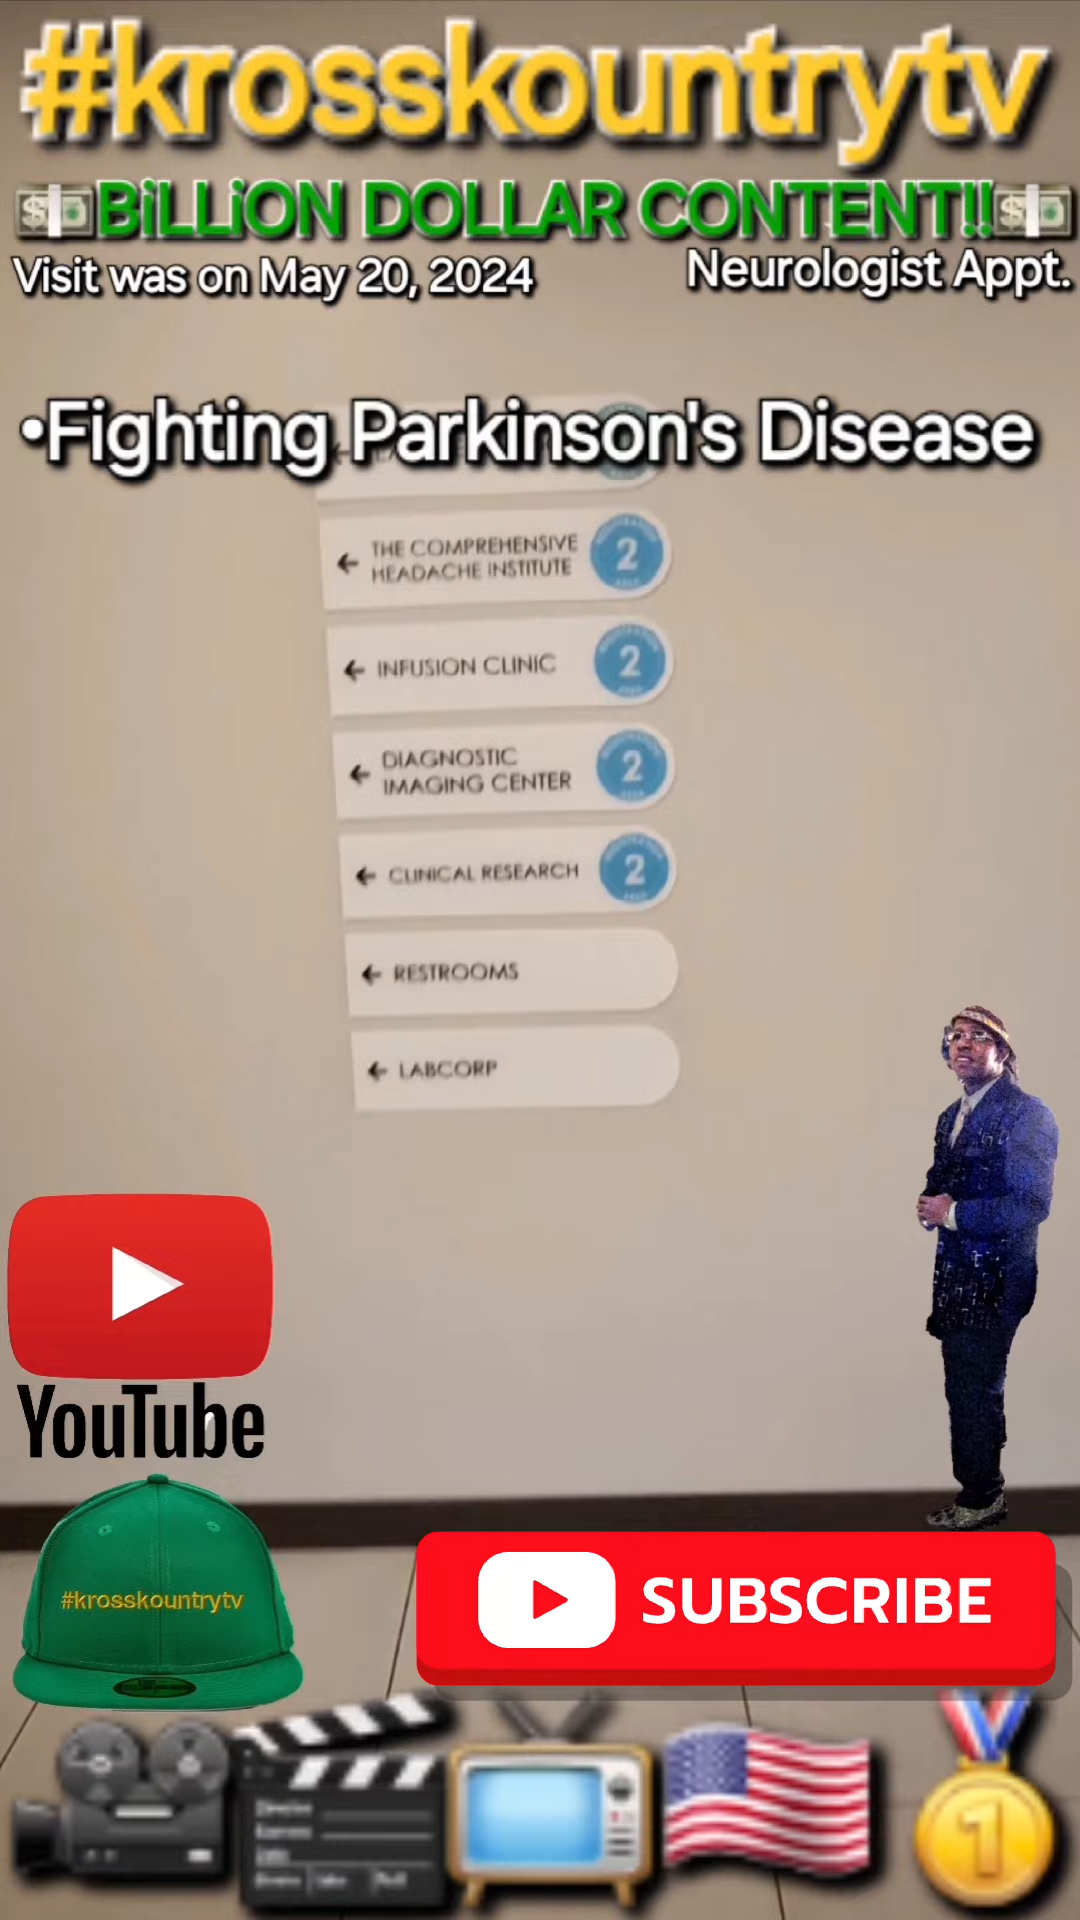 #krosskountrytv
BiLLiON DOLLAR CONTENT!!
Visit was on May 20, 2024
Neurologist Appt.
•Fighting Parkinson's Disease
THE COMPREHENSIVE
HEADACHE INSTITUTE
2
INFUSION CLINIC
2
DIAGNOSTIC
IMAGING CENTER
2
CLINICAL RESEARCH
2
RESTROOMS
LABCORP
YouTube
#krosskountrytv
SUBSCRIBE
1